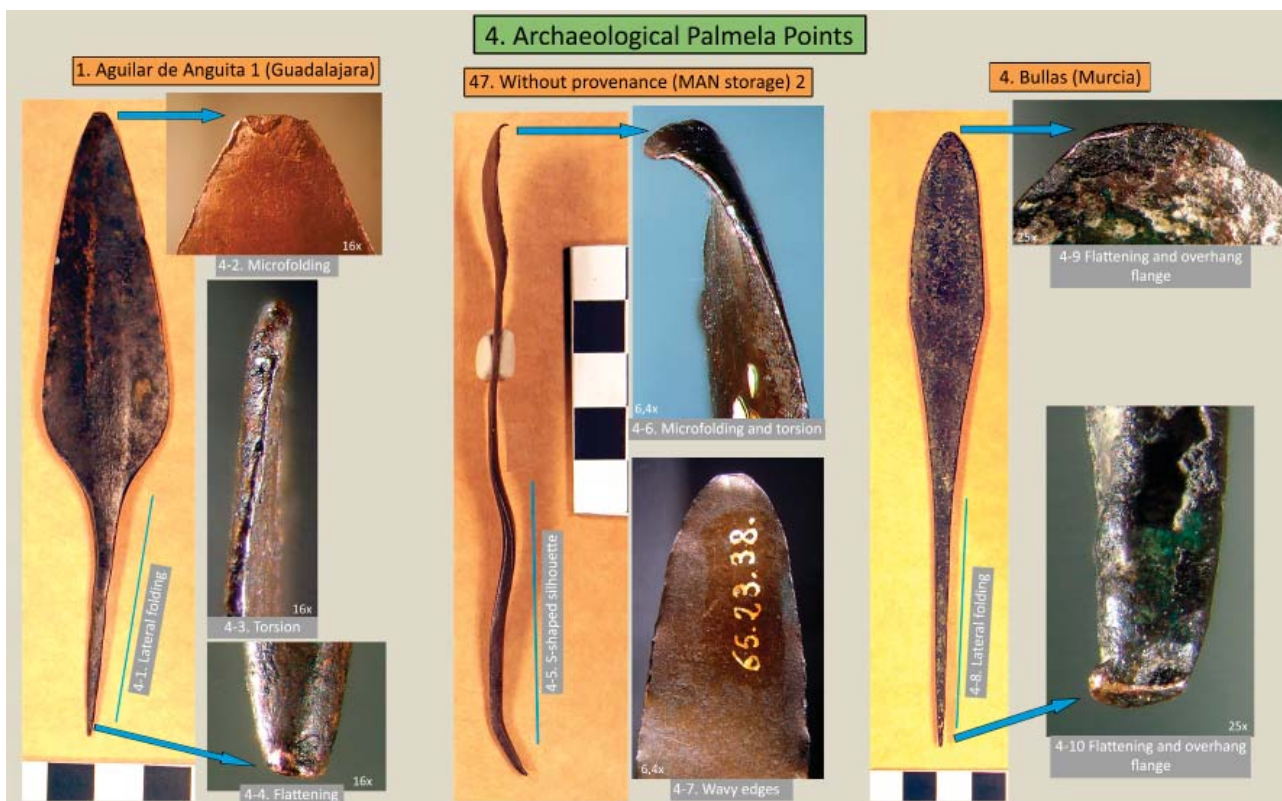 4. Archaeological Palmela Points
1. Aguilar de Anguita 1 (Guadalajara)
16x
4-2. Microfolding
16x
4-3. Torsion
4-1. Lateral folding
16x
4-4. Flattening
47. Without provenance (MAN storage) 2
6,4x
4-6. Microfolding and torsion
4-5. S-shaped silhouette
65.23.38.
6,4x
4-7. Wavy edges
4. Bullas (Murcia)
25x
4-9 Flattening and overhang
flange
4-8. Lateral folding
25x
4-10 Flattening and overhang
flange